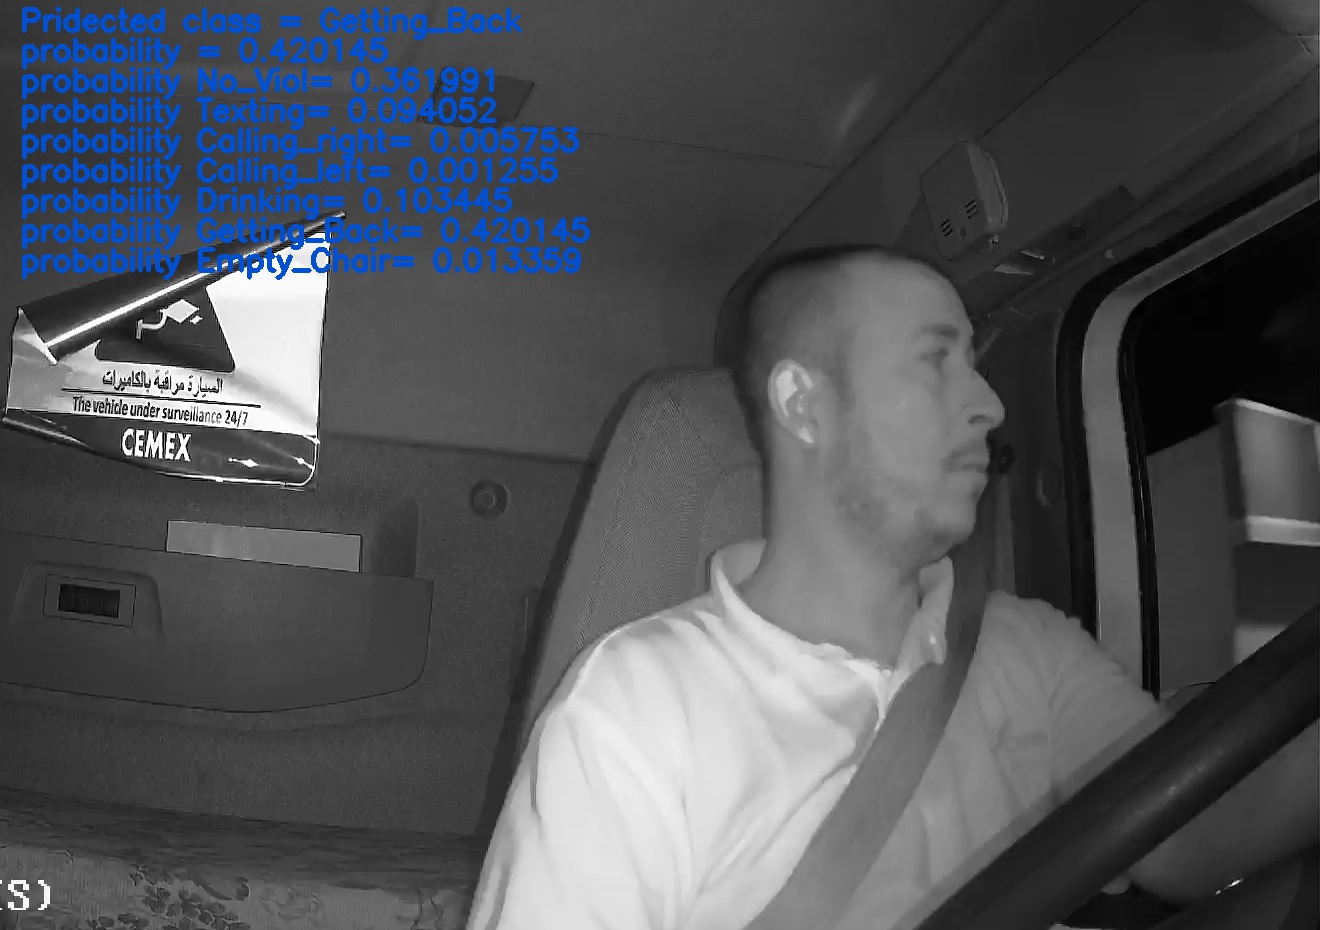 Pridected class = Getting_Back
probability = 0.420145
probability No_Viol= 0.361991
probability Texting= 0.094052
probability Calling_right= 0.005753
probability Calling_left= 0.001255
probability Drinking= 0.103445
probability Getting_Back= 0.420145
probability Empty_Chair= 0.013359
السيارة مراقبة بالكاميرات
The vehicle under surveillance 24/7
CEMEX
S)